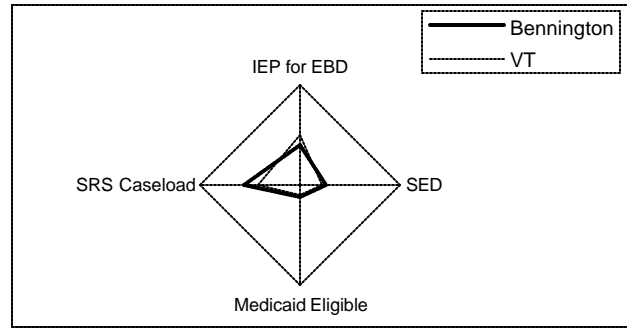 Bennington
VT
IEP for EBD
SRS Caseload
SED
Medicaid Eligible